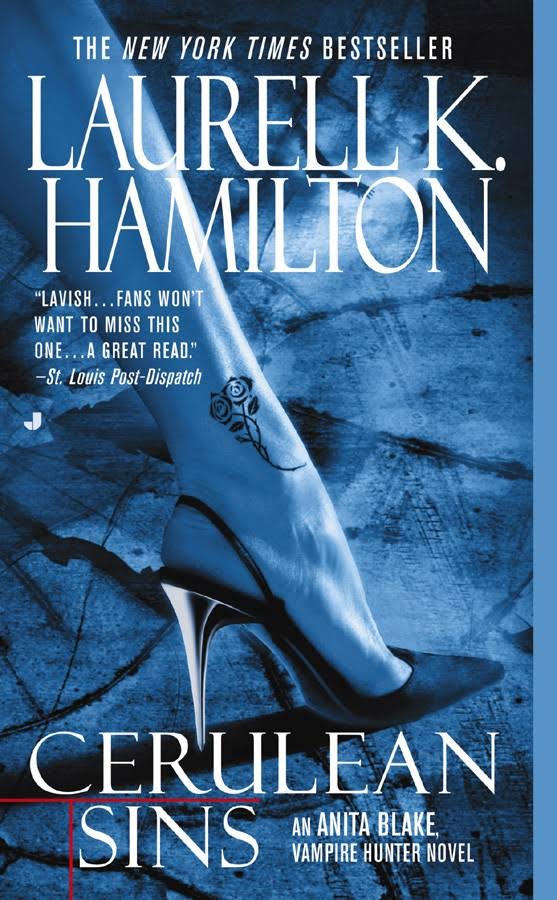 THE NEW YORK TIMES BESTSELLER
LAURELL K.
HAMILTON
“LAVISH...FANS WON’T
WANT TO MISS THIS
ONE...A GREAT READ.”
—St. Louis Post-Dispatch
J
CERULEAN
SINS
AN ANITA BLAKE,
VAMPIRE HUNTER NOVEL